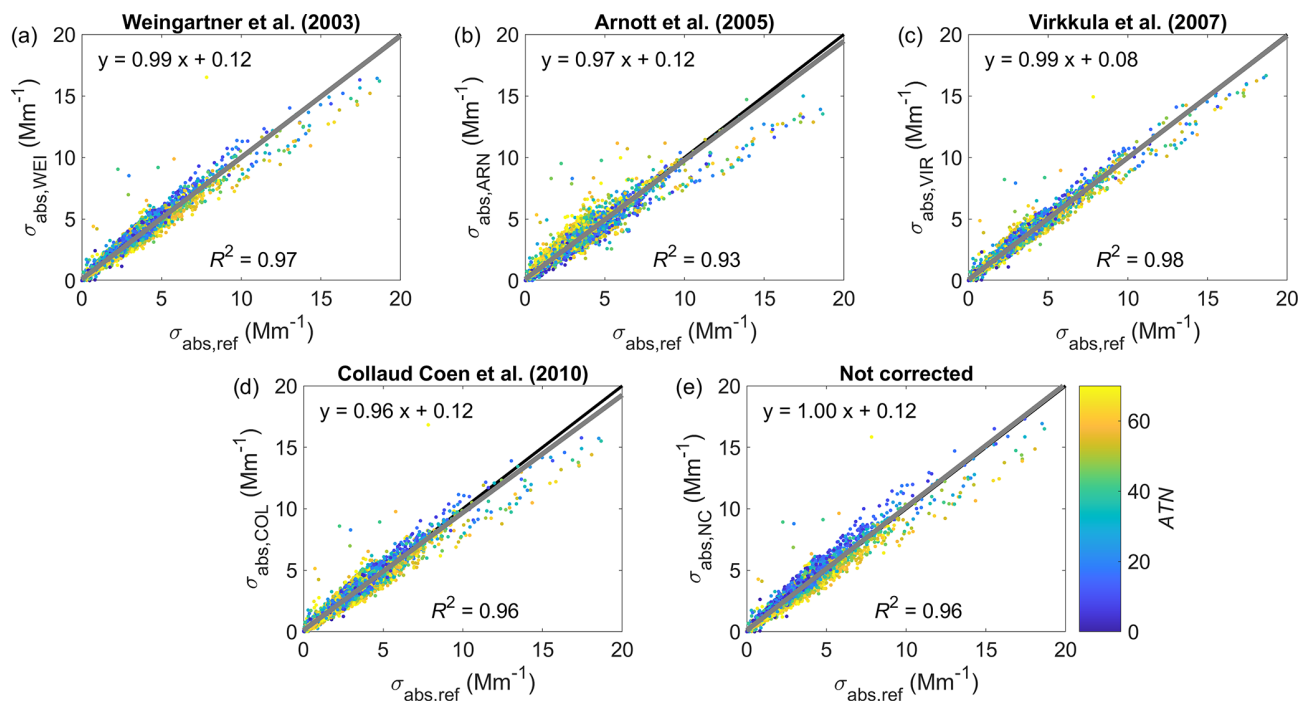 Weingartner et al. (2003)
(a)
y = 0.99 x + 0.12
R² = 0.97
σabs,WEI (Mm⁻¹)
20
15
10
5
0
0 5 10 15 20
σabs,ref (Mm⁻¹)
Arnott et al. (2005)
(b)
y = 0.97 x + 0.12
R² = 0.93
σabs,ARN (Mm⁻¹)
20
15
10
5
0
0 5 10 15 20
σabs,ref (Mm⁻¹)
Virkkula et al. (2007)
(c)
y = 0.99 x + 0.08
R² = 0.98
σabs,VIR (Mm⁻¹)
20
15
10
5
0
0 5 10 15 20
σabs,ref (Mm⁻¹)
Collaud Coen et al. (2010)
(d)
y = 0.96 x + 0.12
R² = 0.96
σabs,COL (Mm⁻¹)
20
15
10
5
0
0 5 10 15 20
σabs,ref (Mm⁻¹)
Not corrected
(e)
y = 1.00 x + 0.12
R² = 0.96
σabs,NC (Mm⁻¹)
20
15
10
5
0
0 5 10 15 20
σabs,ref (Mm⁻¹)
60
40
20
0
ATN